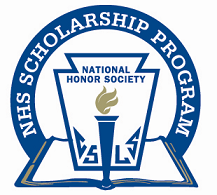 NHS SCHOLARSHIP PROGRAM
NATIONAL
HONOR SOCIETY
C S L S